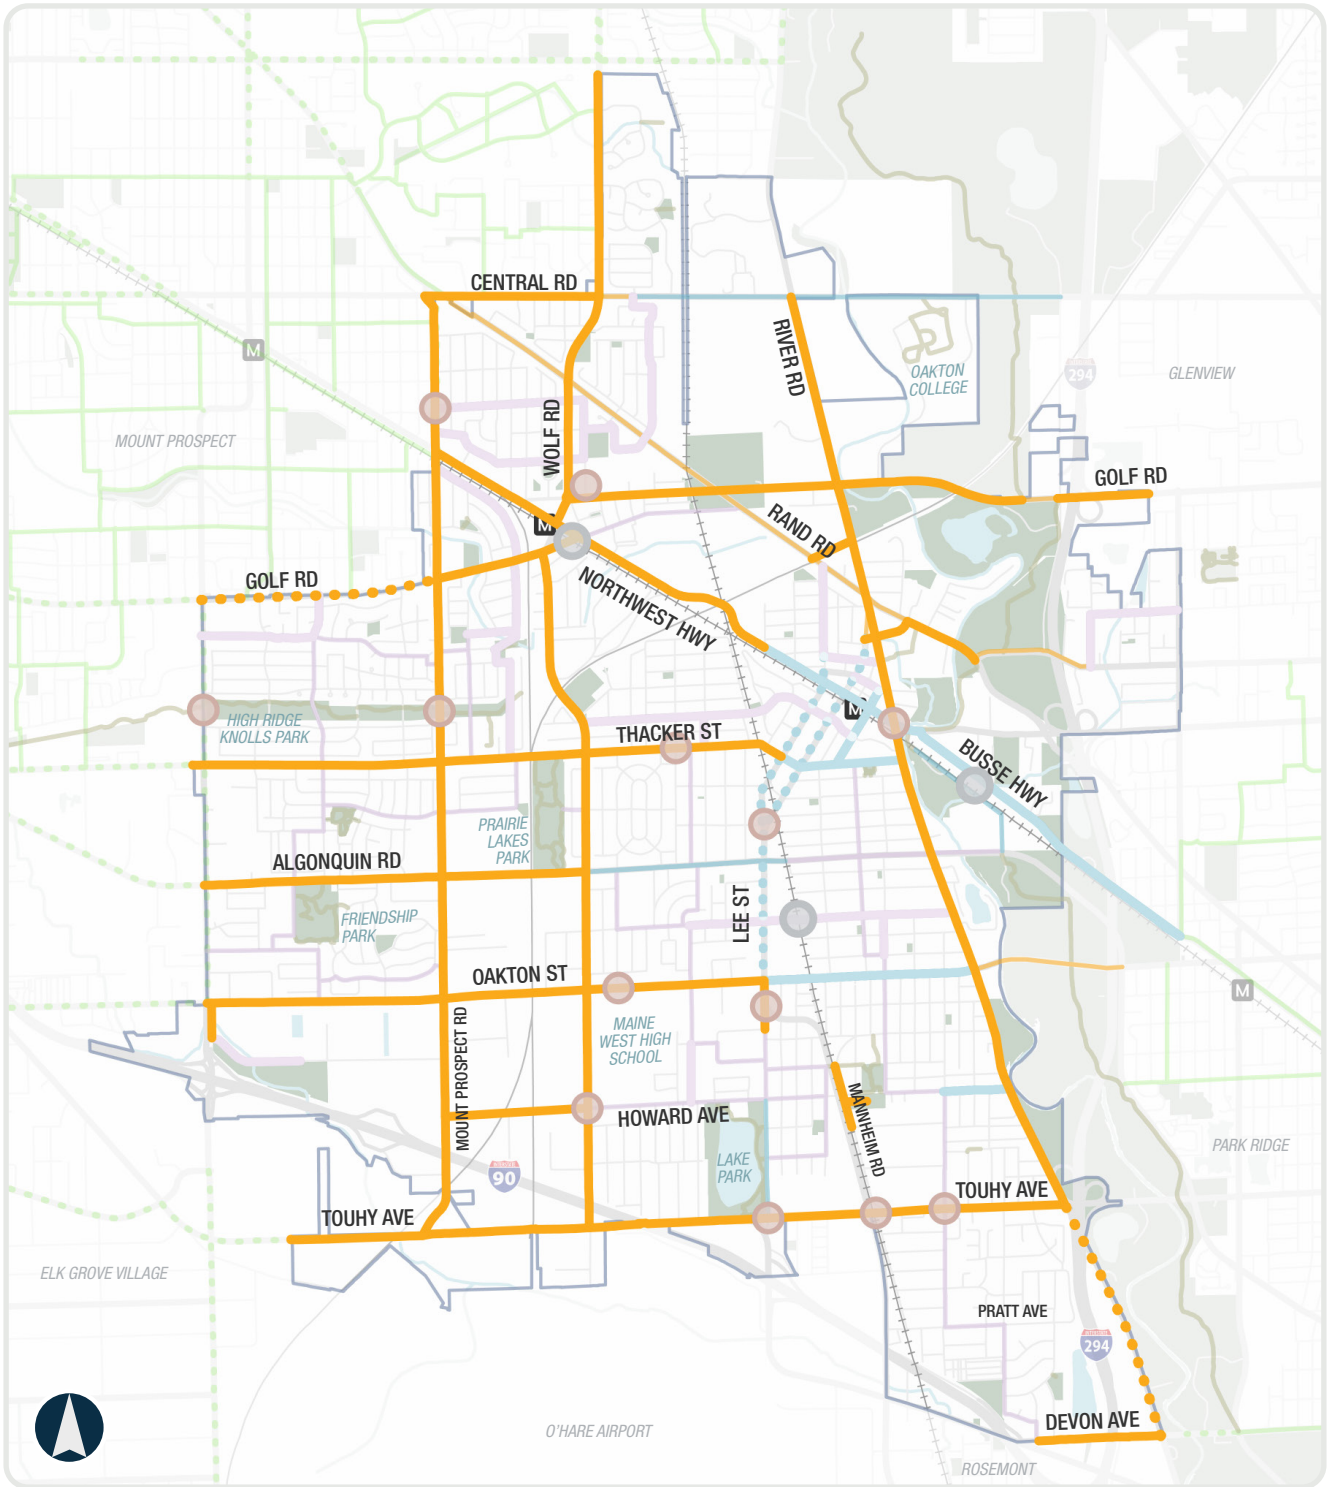 CENTRAL RD
RIVER RD
OAKTON
COLLEGE
294
GLENVIEW
M
MOUNT PROSPECT
WOLF RD
GOLF RD
M
RAND RD
GOLF RD
NORTHWEST HWY
HIGH RIDGE
KNOLLS PARK
M
THACKER ST
BUSSE HWY
PRAIRIE
LAKES
PARK
ALGONQUIN RD
FRIENDSHIP
PARK
LEE ST
OAKTON ST
M
MAINE
WEST HIGH
SCHOOL
MOUNT PROSPECT RD
HOWARD AVE
MANNHEIM RD
PARK RIDGE
LAKE
PARK
90
TOUHY AVE
TOUHY AVE
ELK GROVE VILLAGE
PRATT AVE
294
DEVON AVE
O'HARE AIRPORT
ROSEMONT